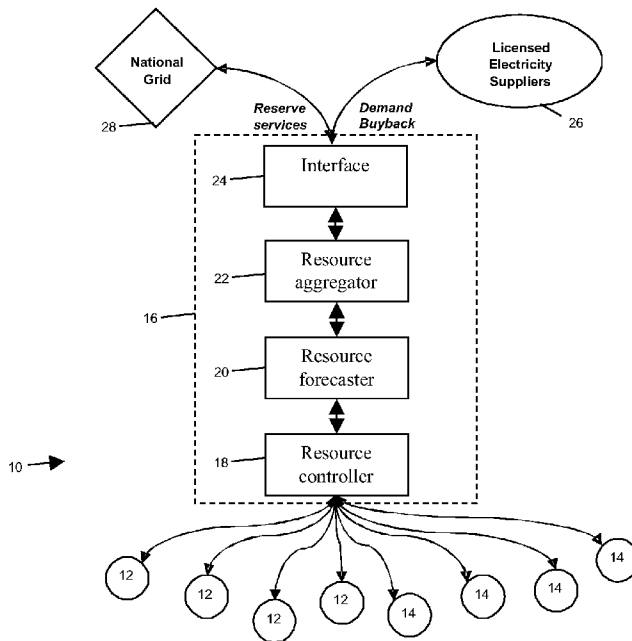 National
Grid
28
Licensed
Electricity
Suppliers
26
Reserve
services
Demand
Buyback
24
Interface
22
Resource
aggregator
16
20
Resource
forecaster
10
18
Resource
controller
12
12
12
12
14
14
14
14